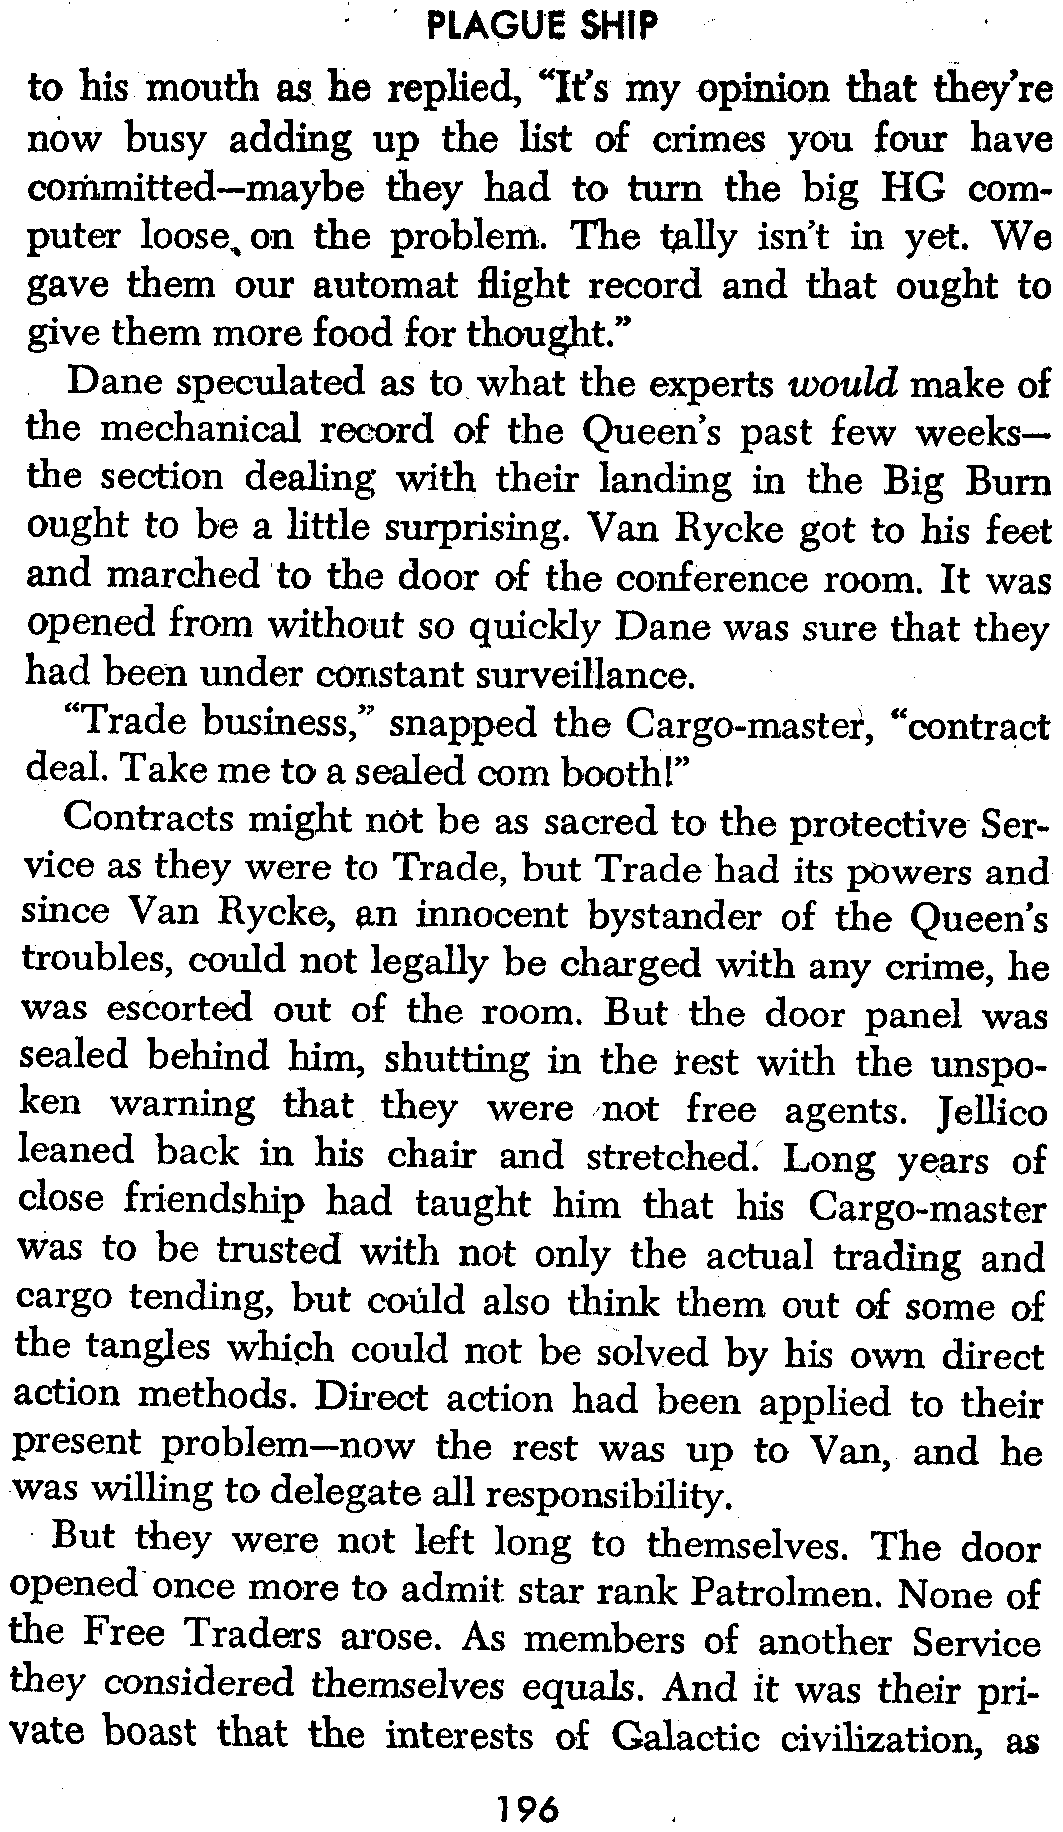 PLAGUE SHIP
to his mouth as he replied, “It’s my opinion that they’re
now busy adding up the list of crimes you four have
committed—maybe they had to turn the big HG com-
puter loose on the problem. The tally isn’t in yet. We
gave them our automat flight record and that ought to
give them more food for thought.”
Dane speculated as to what the experts would make of
the mechanical record of the Queen’s past few weeks—
the section dealing with their landing in the Big Burn
ought to be a little surprising. Van Rycke got to his feet
and marched to the door of the conference room. It was
opened from without so quickly Dane was sure that they
had been under constant surveillance.
“Trade business,” snapped the Cargo-master, “contract
deal. Take me to a sealed com booth!”
Contracts might not be as sacred to the protective Ser-
vice as they were to Trade, but Trade had its powers and
since Van Rycke, an innocent bystander of the Queen’s
troubles, could not legally be charged with any crime, he
was escorted out of the room. But the door panel was
sealed behind him, shutting in the rest with the unspo-
ken warning that they were not free agents. Jellico
leaned back in his chair and stretched. Long years of
close friendship had taught him that his Cargo-master
was to be trusted with not only the actual trading and
cargo tending, but could also think them out of some of
the tangles which could not be solved by his own direct
action methods. Direct action had been applied to their
present problem—now the rest was up to Van, and he
was willing to delegate all responsibility.
But they were not left long to themselves. The door
opened once more to admit star rank Patrolmen. None of
the Free Traders arose. As members of another Service
they considered themselves equals. And it was their pri-
vate boast that the interests of Galactic civilization, as
196